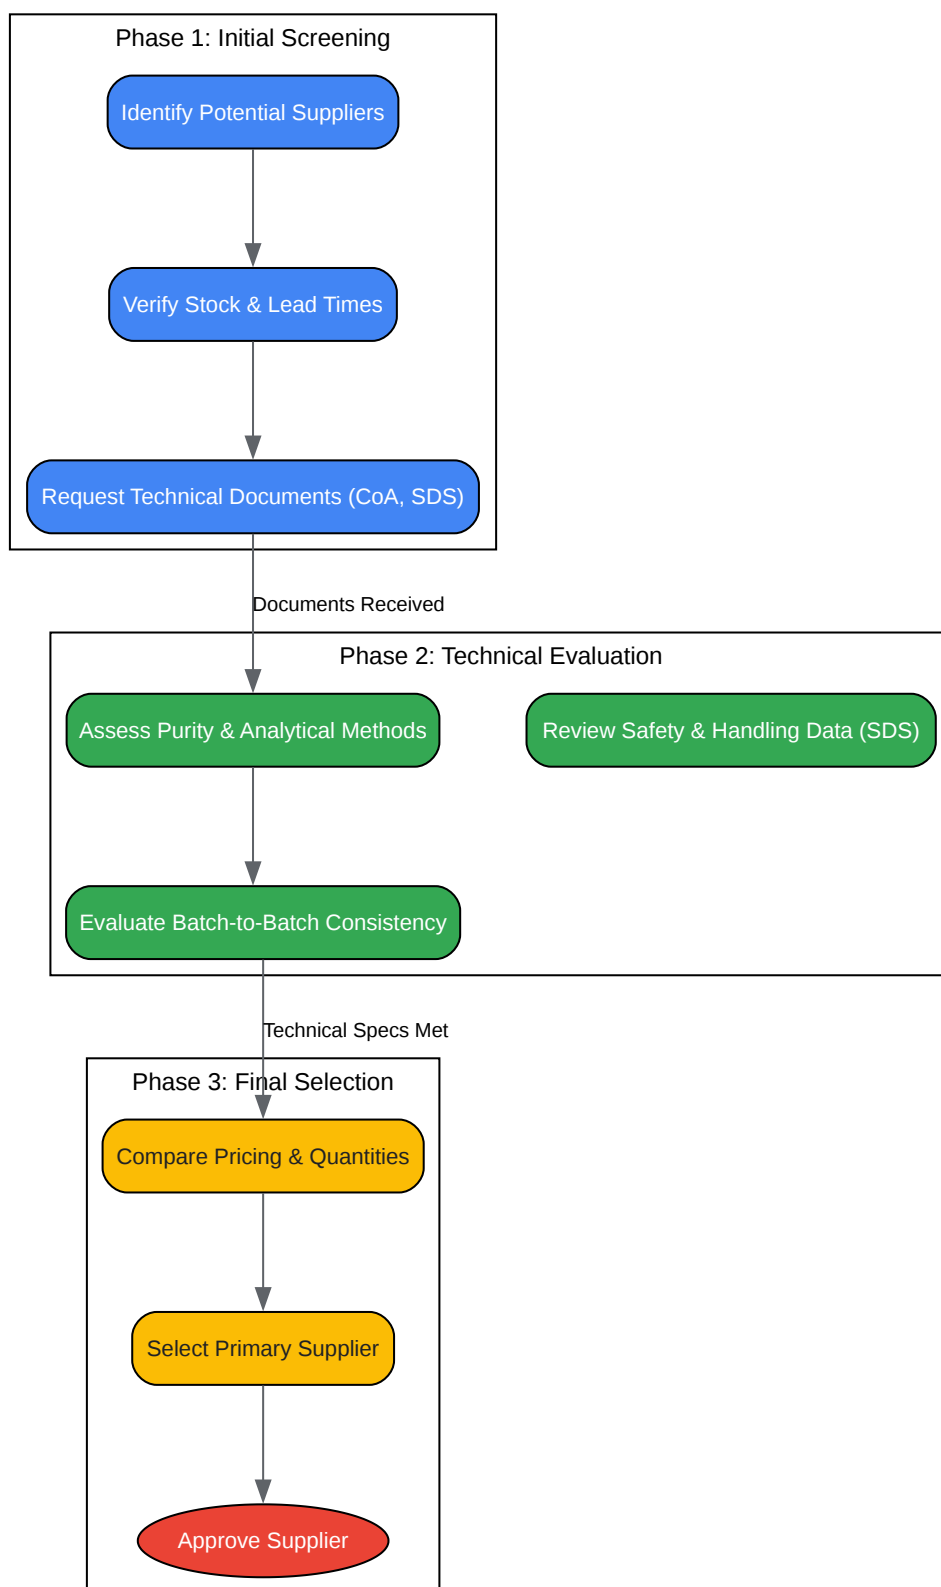 Phase 1: Initial Screening
Identify Potential Suppliers
Verify Stock & Lead Times
Request Technical Documents (CoA, SDS)
Documents Received
Phase 2: Technical Evaluation
Assess Purity & Analytical Methods
Review Safety & Handling Data (SDS)
Evaluate Batch-to-Batch Consistency
Technical Specs Met
Phase 3: Final Selection
Compare Pricing & Quantities
Select Primary Supplier
Approve Supplier